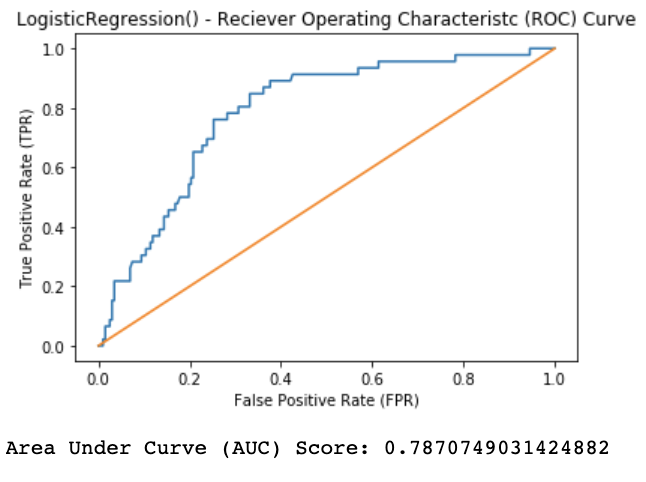 LogisticRegression() - Reciever Operating Characteristc (ROC) Curve
1.0
0.8
0.6
0.4
0.2
0.0
True Positive Rate (TPR)
0.0 0.2 0.4 0.6 0.8 1.0
False Positive Rate (FPR)
Area Under Curve (AUC) Score: 0.7870749031424882